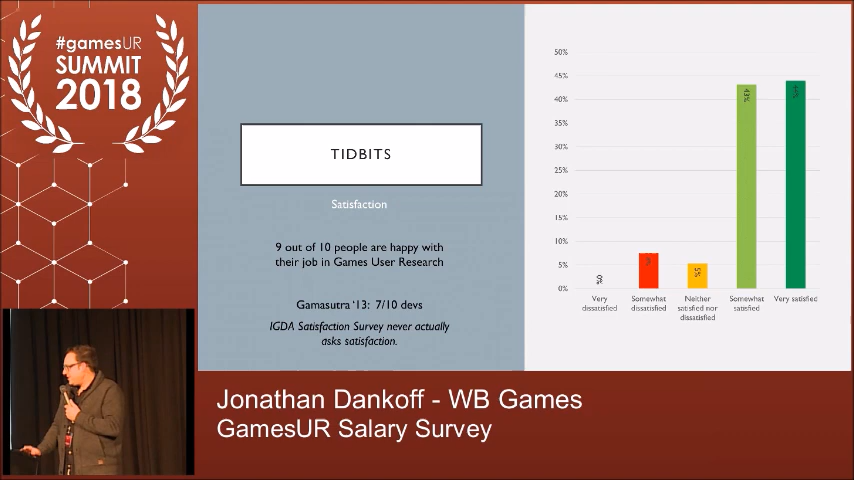 #gamesUR
SUMMIT
2018
TIDBITS
Satisfaction
9 out of 10 people are happy with
their job in Games User Research
Gamasutra '13: 7/10 devs
IGDA Satisfaction Survey never actually
asks satisfaction.
50%
45%
40%
35%
30%
25%
20%
15%
10%
5%
0%
0%
5%
43%
Very
dissatisfied
Somewhat
dissatisfied
Neither
satisfied nor
dissatisfied
Somewhat
satisfied
Very satisfied
Jonathan Dankoff - WB Games
GamesUR Salary Survey